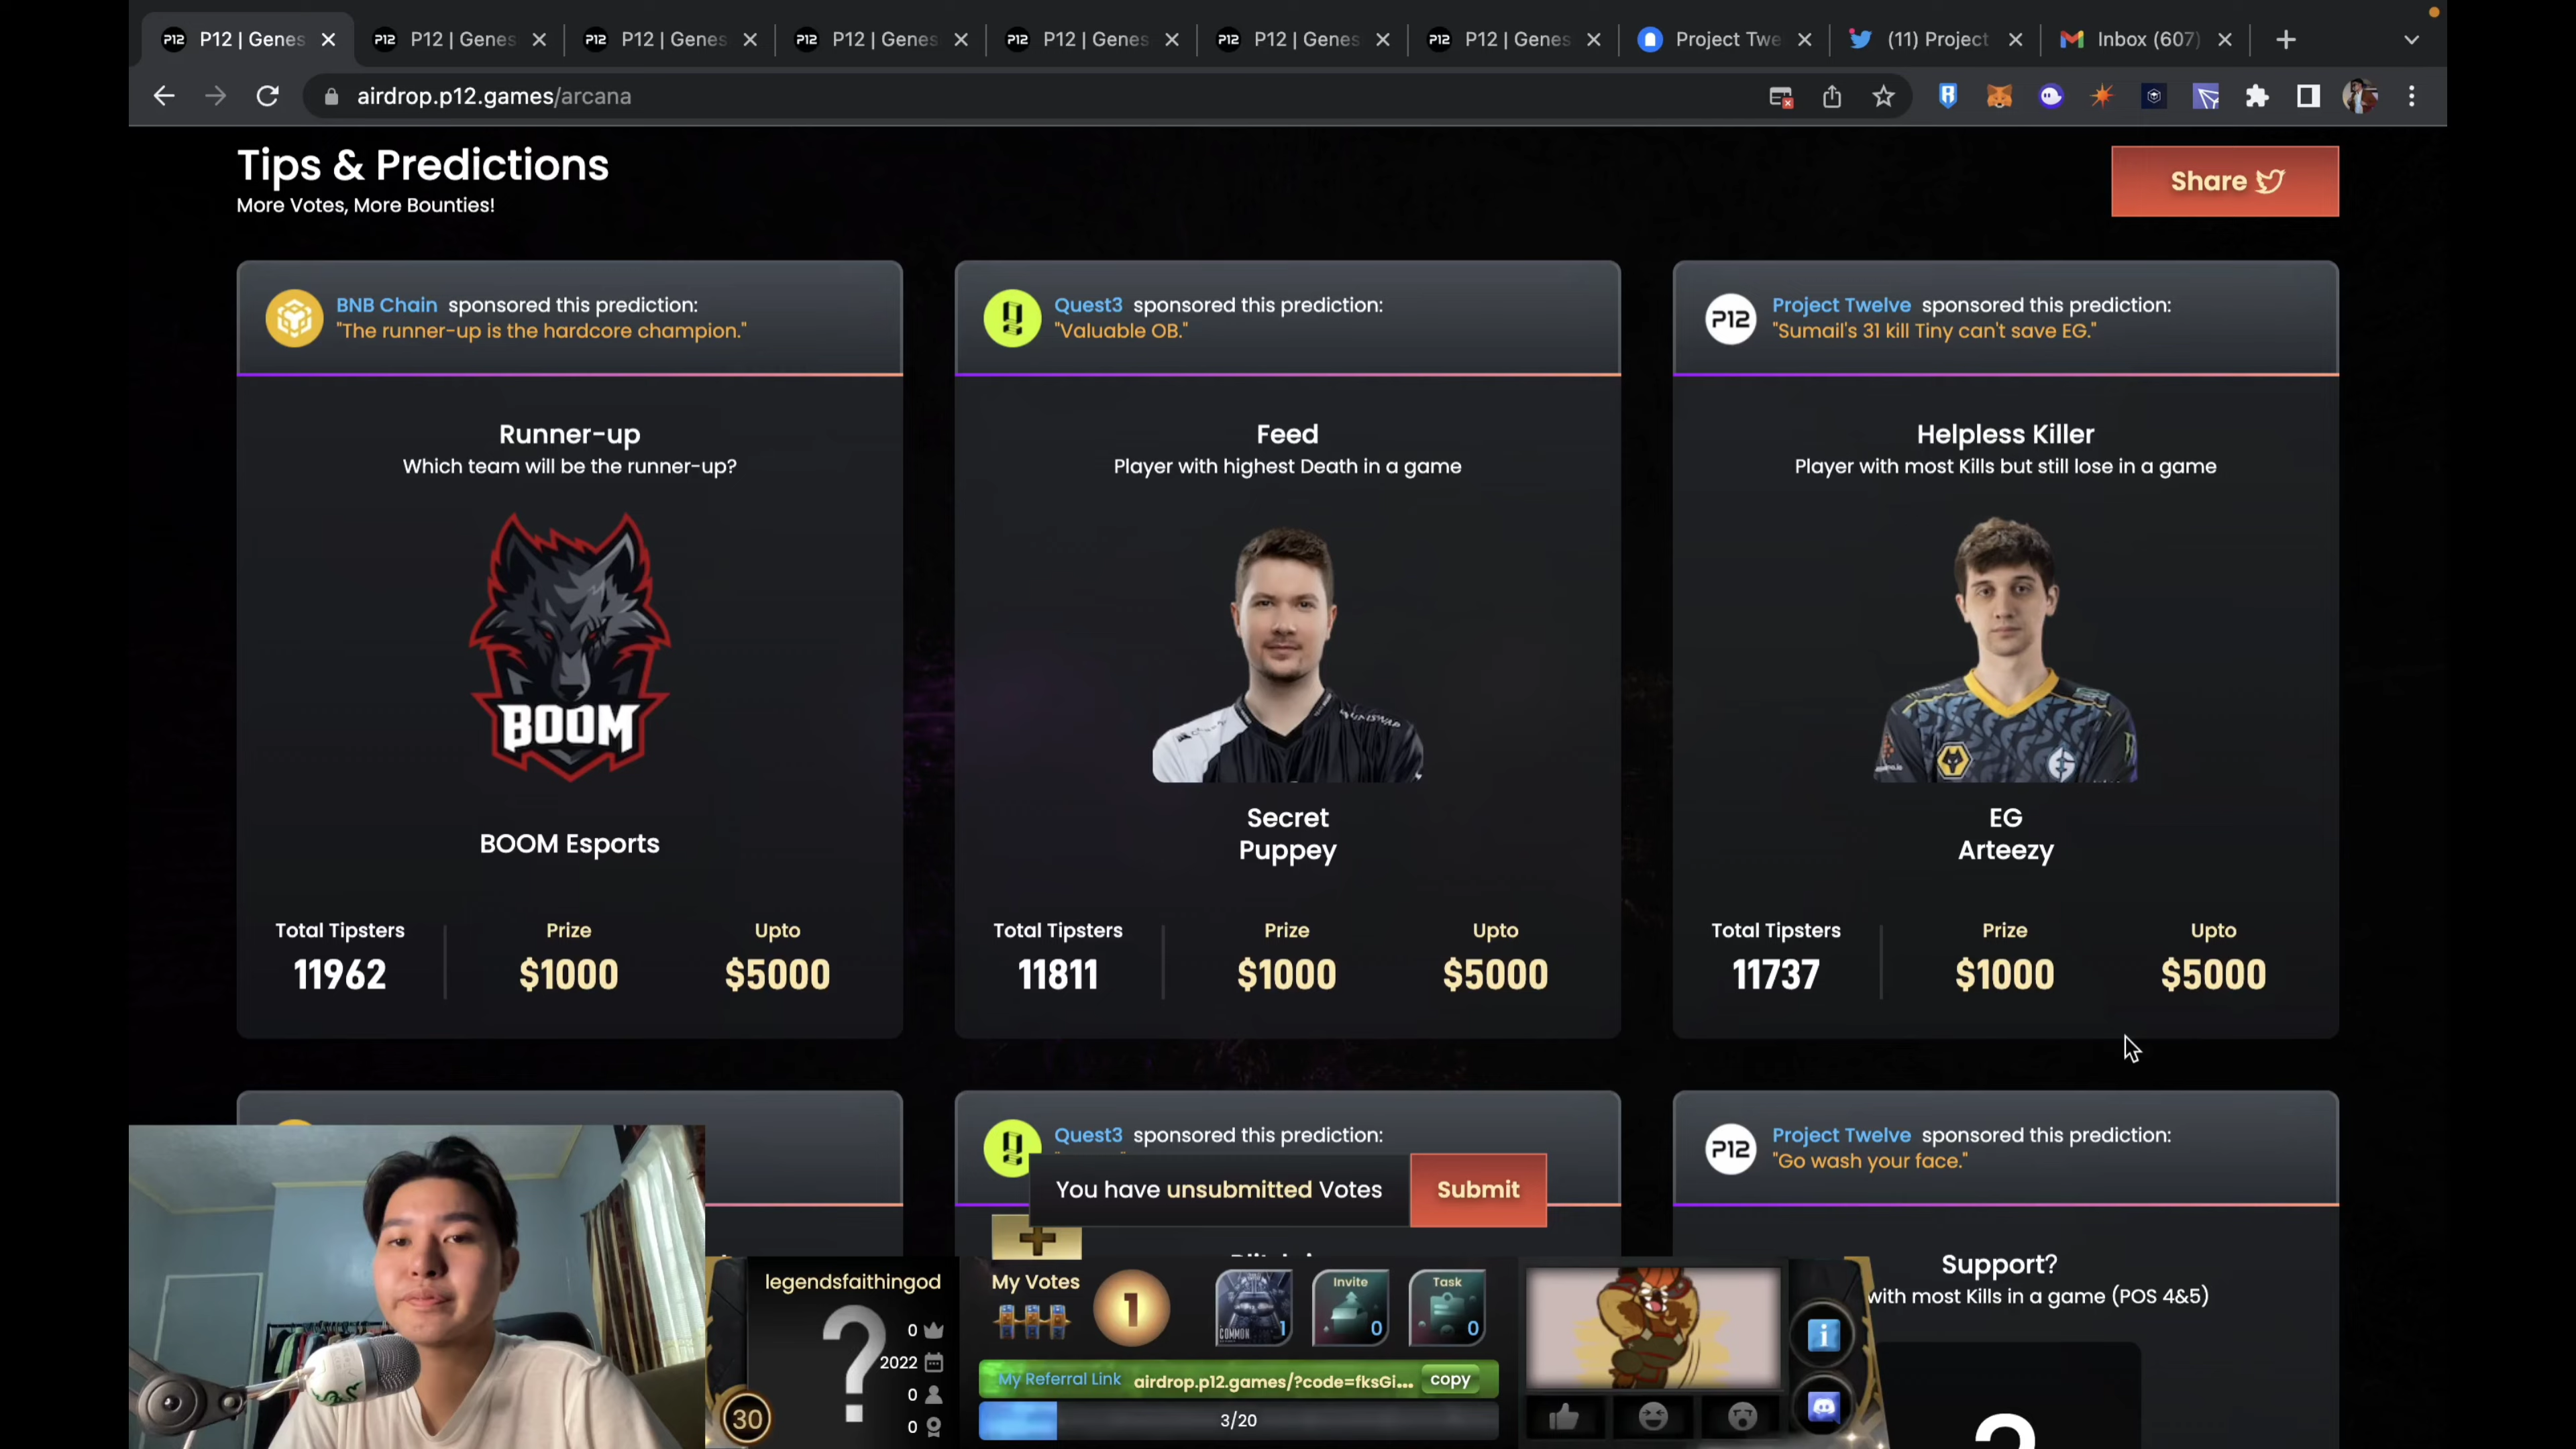 P12 | Genes
P12 | Genes
P12 | Genes
P12 | Genes
P12 | Genes
P12 | Genes
P12 | Genes
Project Twe
(11) Project
Inbox (607)
airdrop.p12.games/arcana
Tips & Predictions
More Votes, More Bounties!
Share
BNB Chain sponsored this prediction:
"The runner-up is the hardcore champion."
Runner-up
Which team will be the runner-up?
BOOM
BOOM Esports
Total Tipsters Prize Upto
11962 $1000 $5000
Quest3 sponsored this prediction:
"Valuable OB."
Feed
Player with highest Death in a game
Secret
Puppey
Total Tipsters Prize Upto
11811 $1000 $5000
P12
Project Twelve sponsored this prediction:
"Sumail's 31 kill Tiny can't save EG."
Helpless Killer
Player with most Kills but still lose in a game
EG
Arteezy
Total Tipsters Prize Upto
11737 $1000 $5000
Quest3 sponsored this prediction:
You have unsubmitted Votes
Submit
P12
Project Twelve sponsored this prediction:
"Go wash your face."
Support?
with most Kills in a game (POS 4&5)
?
legendsfaithingod
?
0
2022
0
0
30
My Votes
1
COMMON 1
Invite
0
Task
0
My Referral Link airdrop.p12.games/?code=fksGi... copy
3/20